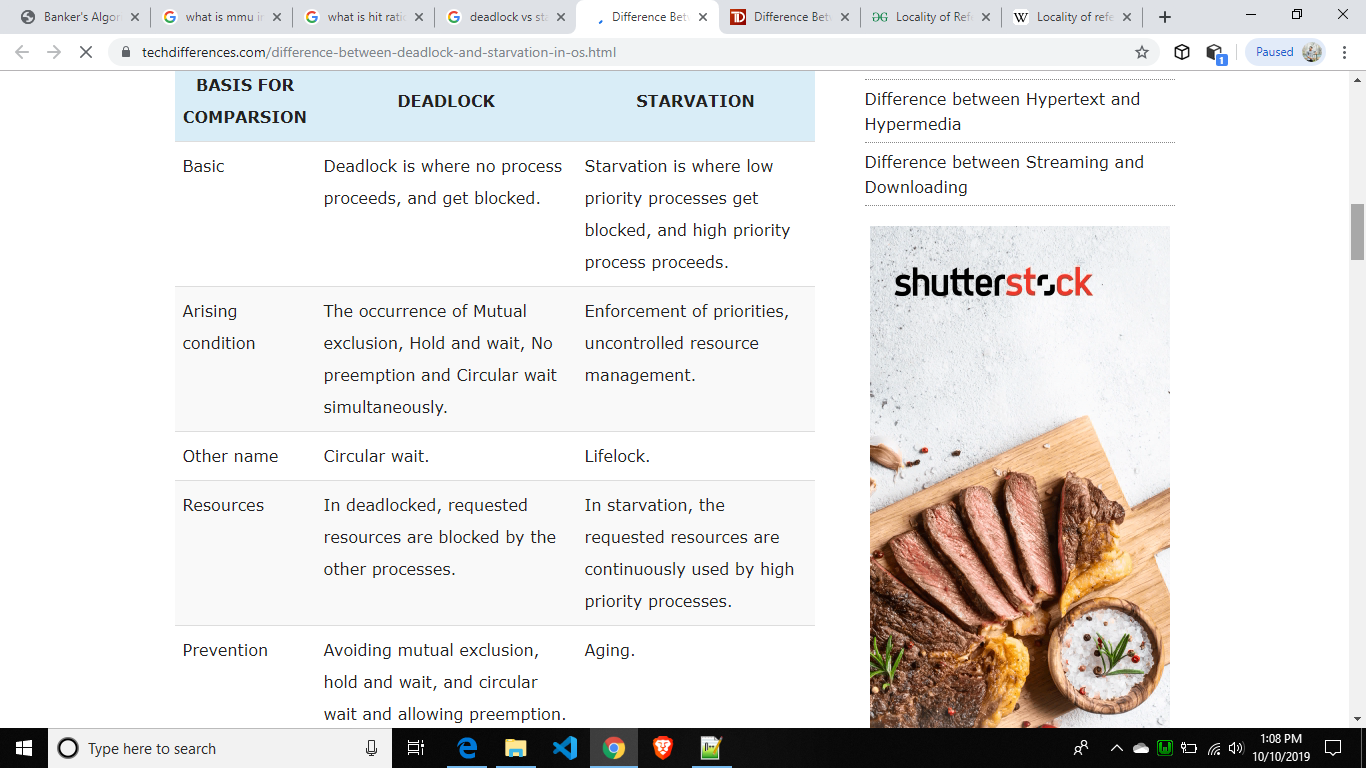 Banker's Algor
what is mmu i
what is hit rati
deadlock vs sta
Difference Bet
Difference Bet
Locality of Ref
Locality of refe
techdifferences.com/difference-between-deadlock-and-starvation-in-os.html
1
Paused
BASIS FOR
COMPARSION
DEADLOCK
STARVATION
Basic
Deadlock is where no process
proceeds, and get blocked.
Starvation is where low
priority processes get
blocked, and high priority
process proceeds.
Arising
condition
The occurrence of Mutual
exclusion, Hold and wait, No
preemption and Circular wait
simultaneously.
Enforcement of priorities,
uncontrolled resource
management.
Other name
Circular wait.
Lifelock.
Resources
In deadlocked, requested
resources are blocked by the
other processes.
In starvation, the
requested resources are
continuously used by high
priority processes.
Prevention
Avoiding mutual exclusion,
hold and wait, and circular
wait and allowing preemption.
Aging.
Difference between Hypertext and
Hypermedia
Difference between Streaming and
Downloading
shutterstock
Type here to search
1:08 PM
10/10/2019